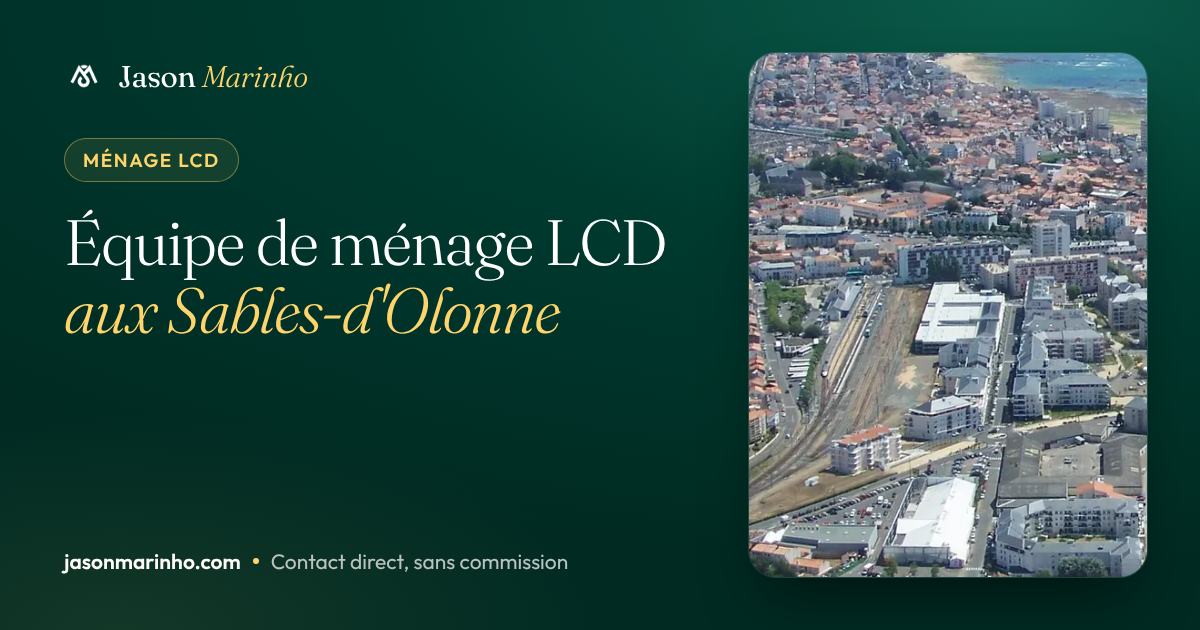 Jason Marinho
MÉNAGE LCD
Équipe de ménage LCD
aux Sables-d'Olonne
jasonmarinho.com • Contact direct, sans commission